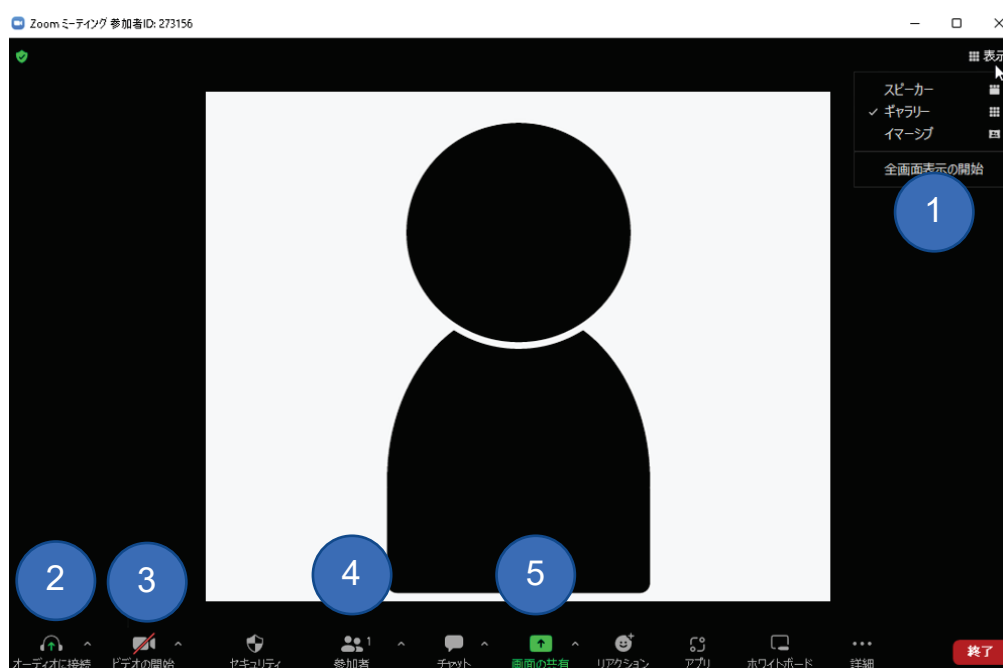 Zoom ミーティング 参加者ID: 273156
表示
スピーカー
ギャラリー
イマーシブ
全画面表示の開始
1
2
3
4
5
1
オーディオに接続
ビデオの開始
セキュリティ
参加者
チャット
画面の共有
リアクション
アプリ
ホワイトボード
詳細
終了